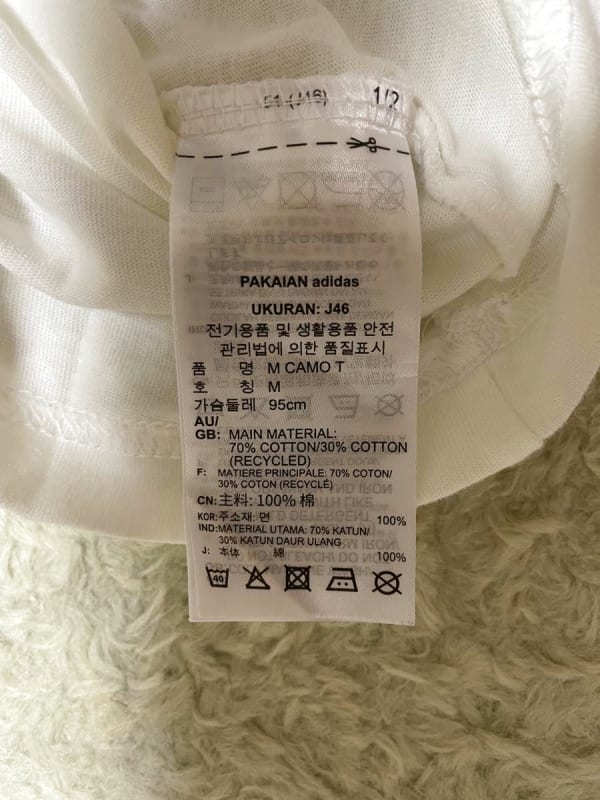 (J16) 1/2
PAKAIAN adidas
UKURAN: J46
전기용품 및 생활용품 안전
관리법에 의한 품질표시
품 명 M CAMO T
호 칭 M
가슴둘레 95cm
AU/
GB: MAIN MATERIAL:
70% COTTON/30% COTTON
(RECYCLED)
F: MATIERE PRINCIPALE: 70% COTON/
30% COTON (RECYCLÉ)
CN: 主料: 100% 棉
KOR: 주소재: 면 100%
IND: MATERIAL UTAMA: 70% KATUN/
30% KATUN DAUR ULANG
J: 本体 綿 100%
40